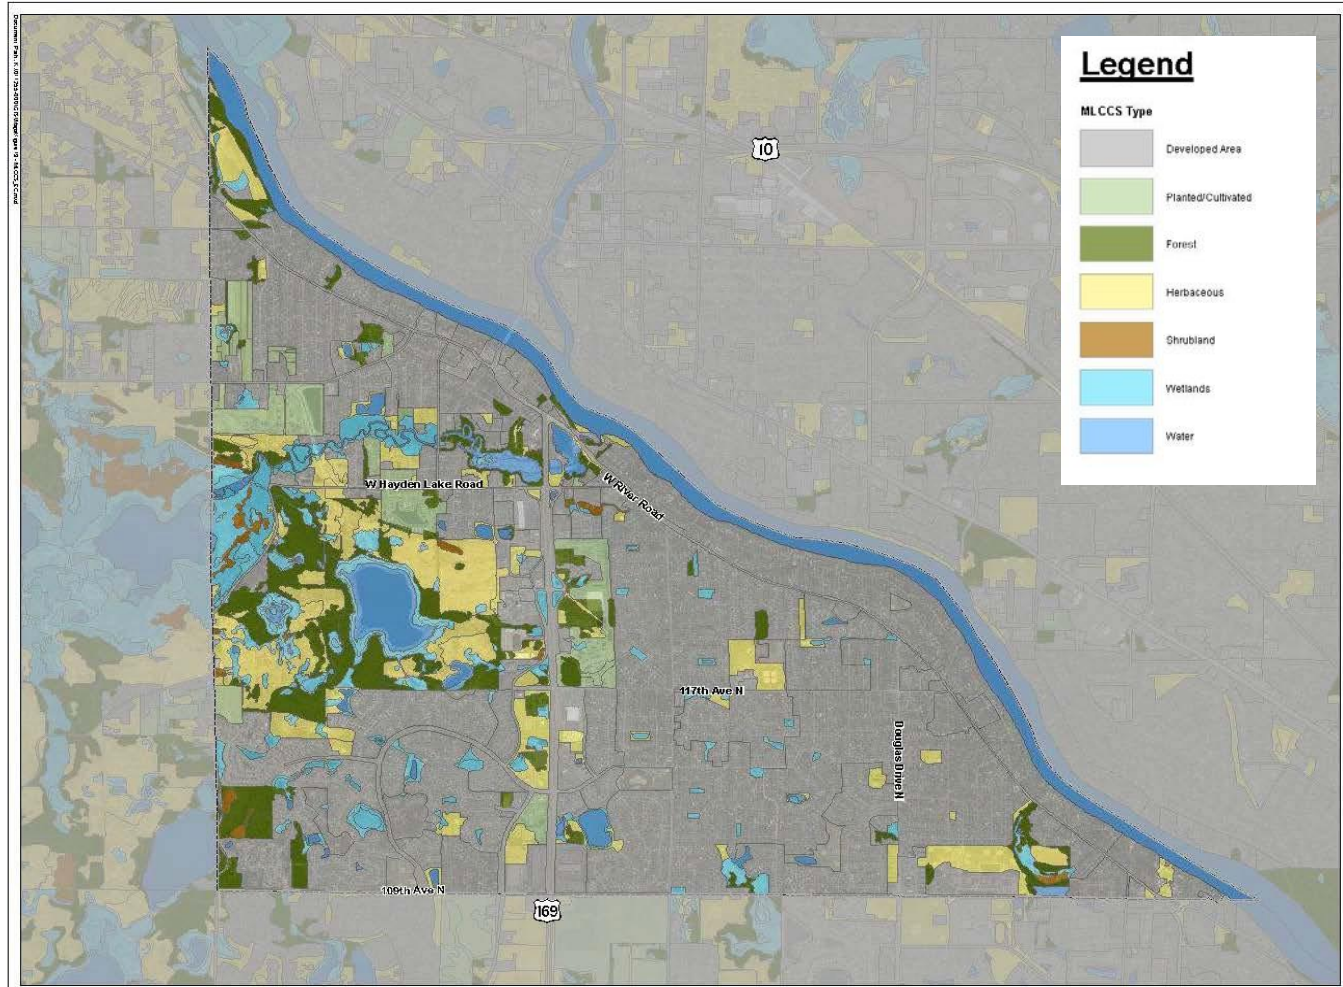 Legend
MLCCS Type
Developed Area
Planted/Cultivated
Forest
Herbaceous
Shrubland
Wetlands
Water
10
W Hayden Lake Road
W River Road
117th Ave N
Douglas Drive N
109th Ave N
169